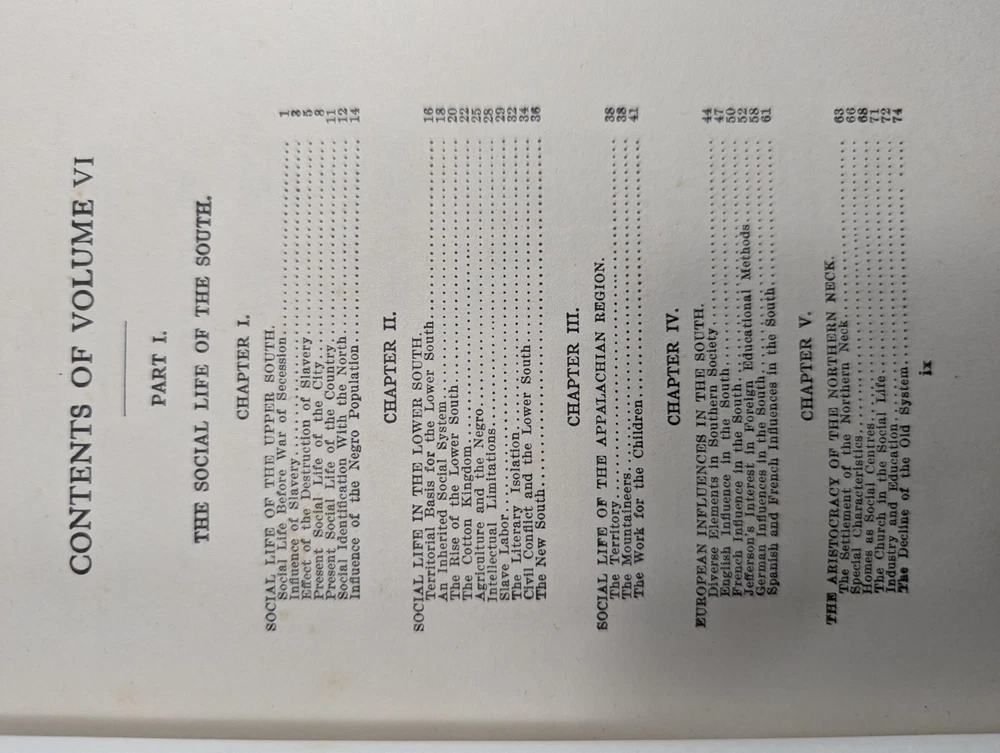 CONTENTS OF VOLUME VI
PART I.
THE SOCIAL LIFE OF THE SOUTH.
CHAPTER I.
SOCIAL LIFE OF THE UPPER SOUTH.
Social Life Before War of Secession 1
Influence of Slavery 3
Effect of the Destruction of Slavery 5
Present Social Life of the City 8
Present Social Life of the Country 11
Social Identification With the North 12
Influence of the Negro Population 14
CHAPTER II.
SOCIAL LIFE IN THE LOWER SOUTH.
Territorial Basis for the Lower South 16
An Inherited Social System 18
The Rise of the Lower South 20
The Cotton Kingdom 22
Agriculture and the Negro 25
Intellectual Limitations 28
Slave Labor 29
The Literary Isolation 32
Civil Conflict and the Lower South 34
The New South 36
CHAPTER III.
SOCIAL LIFE OF THE APPALACHIAN REGION.
The Territory 38
The Mountaineers 38
The Work for the Children 41
CHAPTER IV.
EUROPEAN INFLUENCES IN THE SOUTH.
Diverse Elements in Southern Society 44
English Influence in the South 47
French Influence in the South 50
Jefferson's Interest in Foreign Educational Methods 52
German Influences in the South 58
Spanish and French Influences in the South 61
CHAPTER V.
THE ARISTOCRACY OF THE NORTHERN NECK.
The Settlement of the Northern Neck 63
Special Characteristics 66
Homes as Social Centres 68
The Church in the Social Life 71
Industry and Education 72
The Decline of the Old System 74
ix